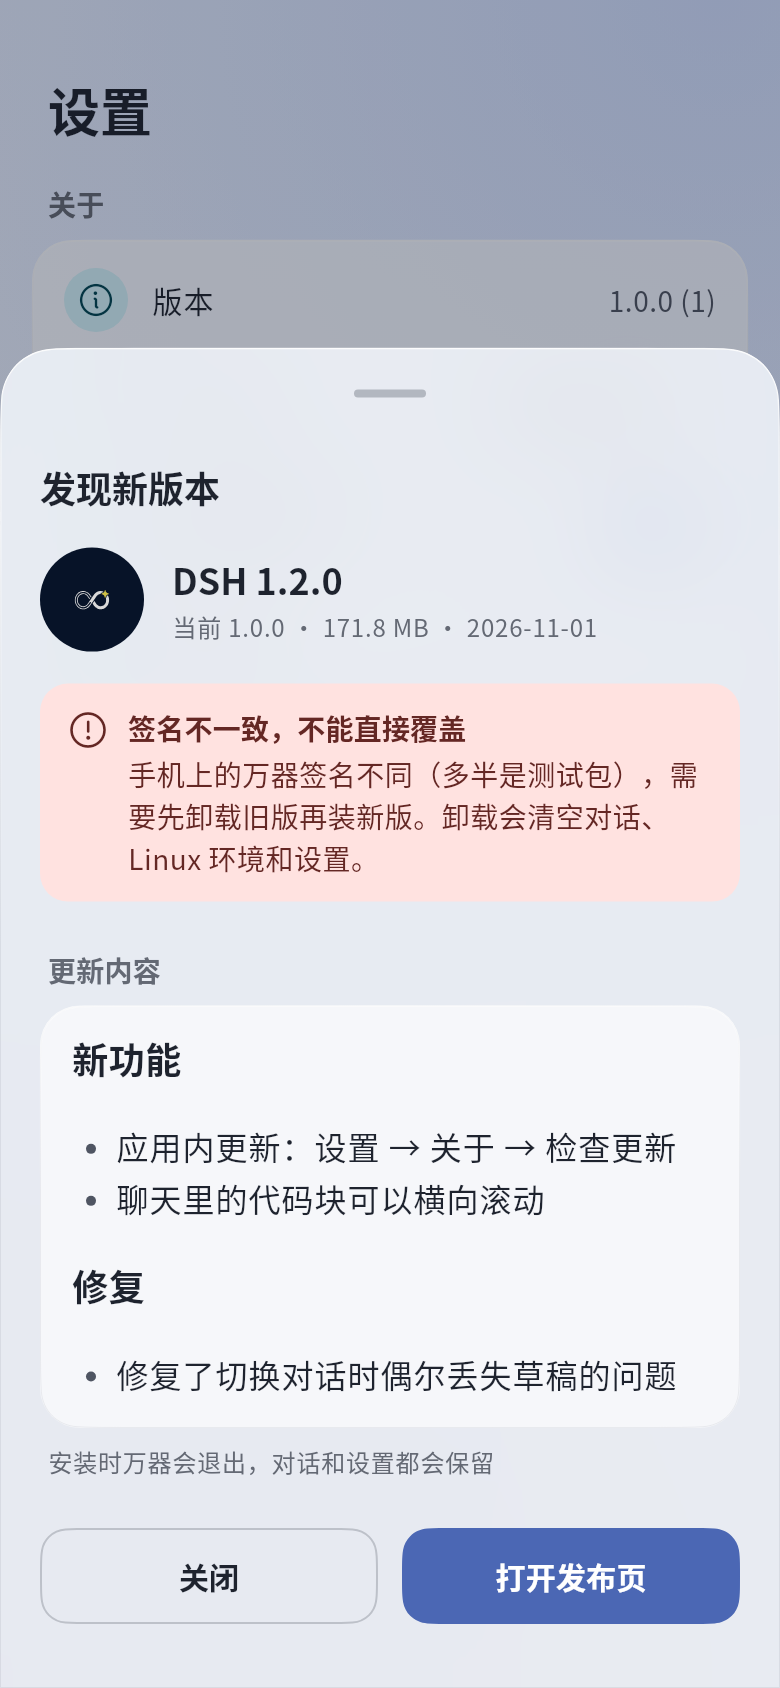 设置
关于
版本 1.0.0 (1)
发现新版本
DSH 1.2.0
当前 1.0.0 • 171.8 MB • 2026-11-01
签名不一致，不能直接覆盖
手机上的万器签名不同（多半是测试包），需
要先卸载旧版再装新版。卸载会清空对话、
Linux 环境和设置。
更新内容
新功能
• 应用内更新：设置 → 关于 → 检查更新
• 聊天里的代码块可以横向滚动
修复
• 修复了切换对话时偶尔丢失草稿的问题
安装时万器会退出，对话和设置都会保留
关闭 打开发布页